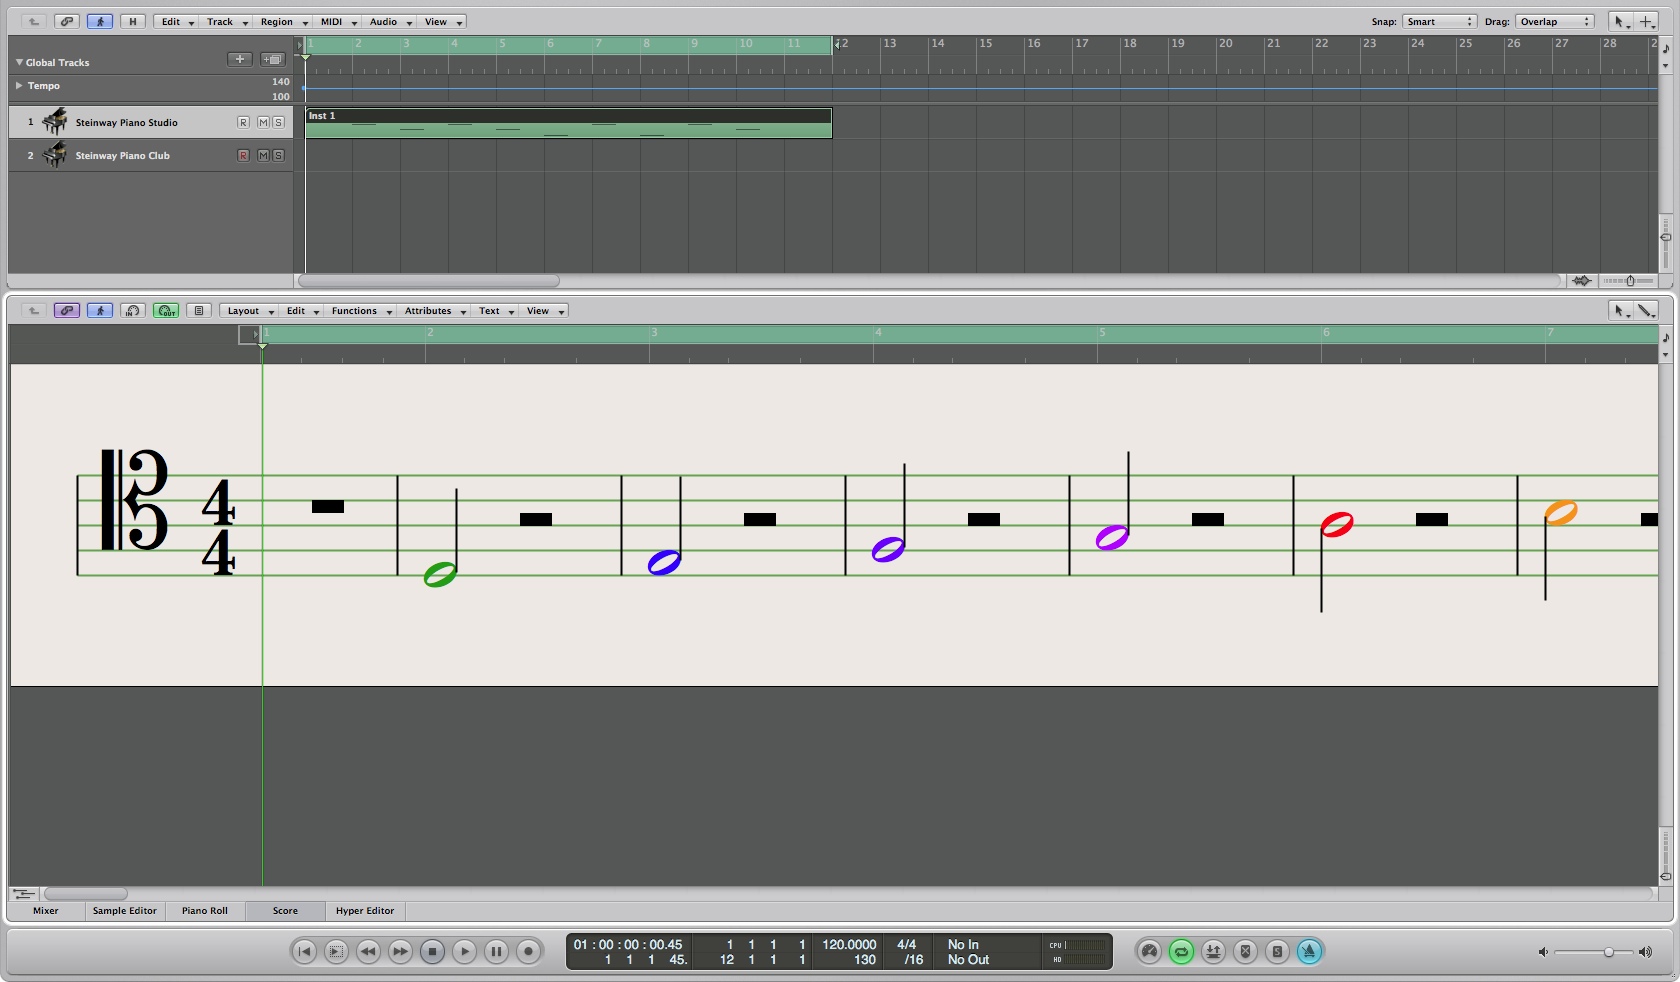 H Edit Track Region MIDI Audio View Snap: Smart Drag: Overlap
1 2 3 4 5 6 7 8 9 10 11 12 13 14 15 16 17 18 19 20 21 22 23 24 25 26 27 28 2
Global Tracks
Tempo 140
100
1 Steinway Piano Studio R M S
Inst 1
2 Steinway Piano Club R M S
IN OUT Layout Edit Functions Attributes Text View
1 2 3 4 5 6 7
4
4
Mixer Sample Editor Piano Roll Score Hyper Editor
01 : 00 : 00 : 00.45 1 1 1 1 120.0000 4/4 No In CPU
1 1 1 45. 12 1 1 1 130 /16 No Out HD
S